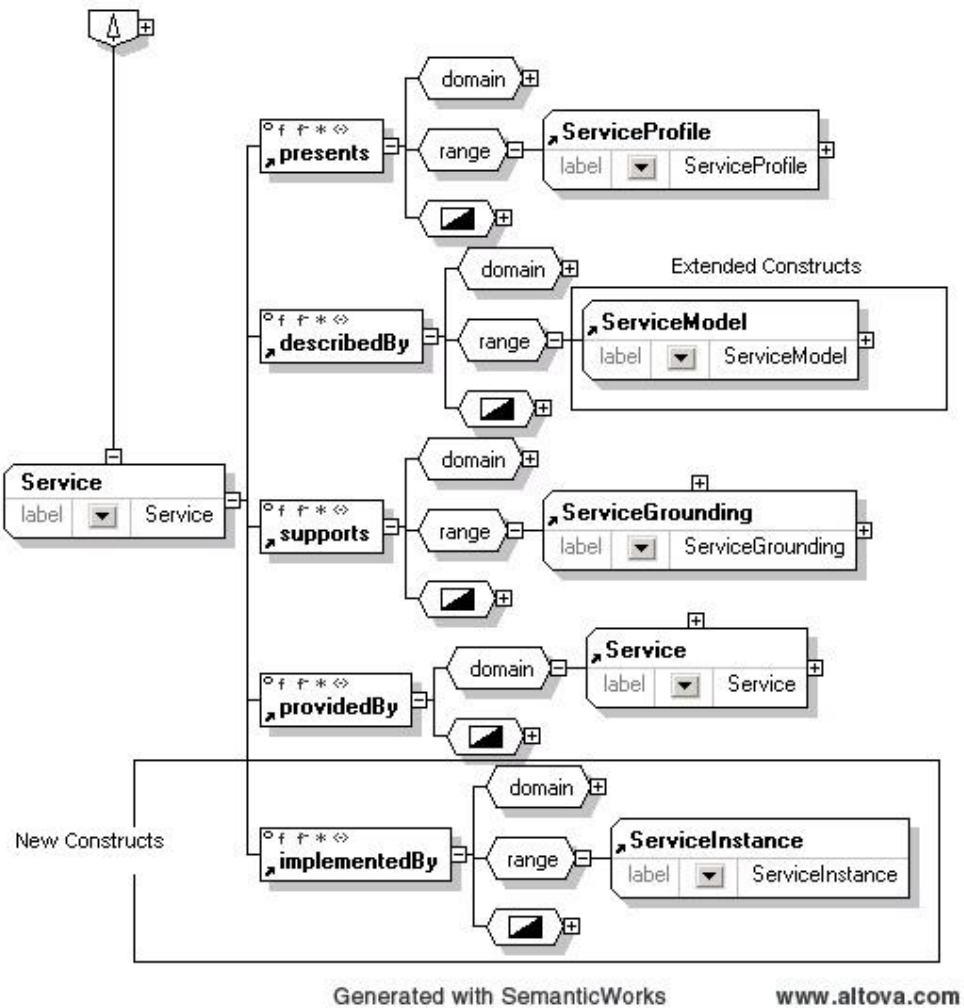 domain
presents
range
ServiceProfile
label ServiceProfile
domain
Extended Constructs
describedBy
range
ServiceModel
label ServiceModel
domain
Service
label Service
supports
range
ServiceGrounding
label ServiceGrounding
providedBy
domain
Service
label Service
New Constructs
domain
implementedBy
range
ServiceInstance
label ServiceInstance
Generated with SemanticWorks www.altova.com